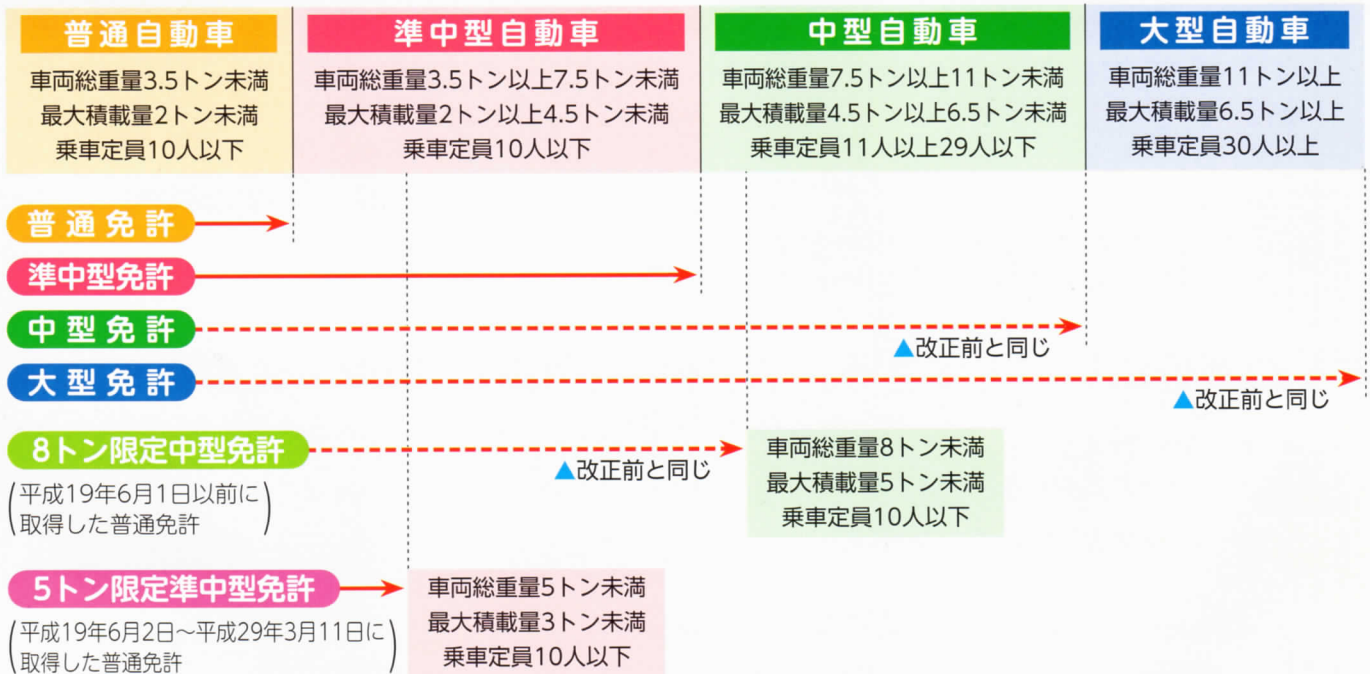 普通自動車
車両総重量3.5トン未満
最大積載量2トン未満
乗車定員10人以下
準中型自動車
車両総重量3.5トン以上7.5トン未満
最大積載量2トン以上4.5トン未満
乗車定員10人以下
中型自動車
車両総重量7.5トン以上11トン未満
最大積載量4.5トン以上6.5トン未満
乗車定員11人以上29人以下
大型自動車
車両総重量11トン以上
最大積載量6.5トン以上
乗車定員30人以上
普通免許
準中型免許
中型免許
▲改正前と同じ
大型免許
▲改正前と同じ
8トン限定中型免許
(平成19年6月1日以前に
取得した普通免許)
▲改正前と同じ
車両総重量8トン未満
最大積載量5トン未満
乗車定員10人以下
5トン限定準中型免許
(平成19年6月2日～平成29年3月11日に
取得した普通免許)
車両総重量5トン未満
最大積載量3トン未満
乗車定員10人以下